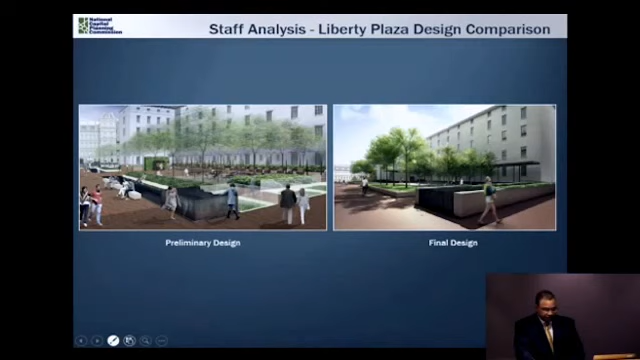 National
Capital
Planning
Commission
Staff Analysis - Liberty Plaza Design Comparison
Preliminary Design
Final Design